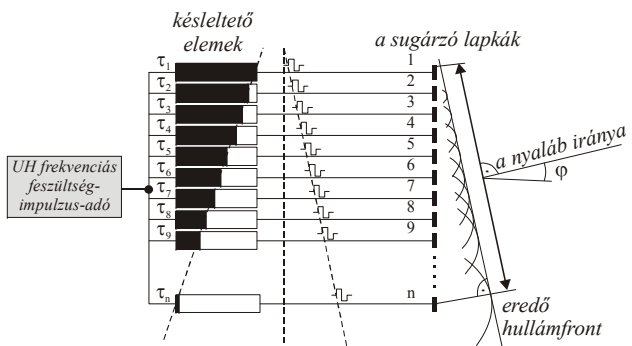 késleltető
elemek
a sugárzó lapkák
τ1
τ2
τ3
τ4
τ5
τ6
τ7
τ8
τ9
τn
1
2
3
4
5
6
7
8
9
n
UH frekvenciás
feszültség-
impulzus-adó
a nyaláb iránya
φ
eredő
hullámfront